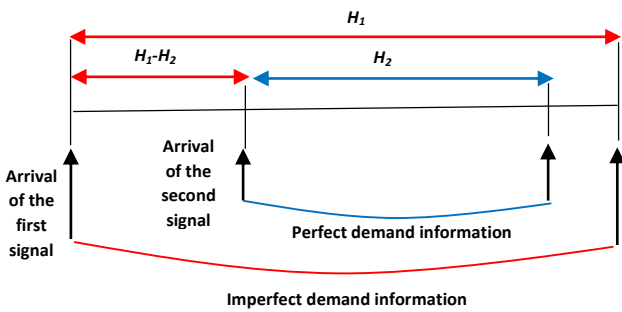 H1
H1-H2
H2
Arrival
of the first
signal
Arrival
of the
second
signal
Perfect demand information
Imperfect demand information